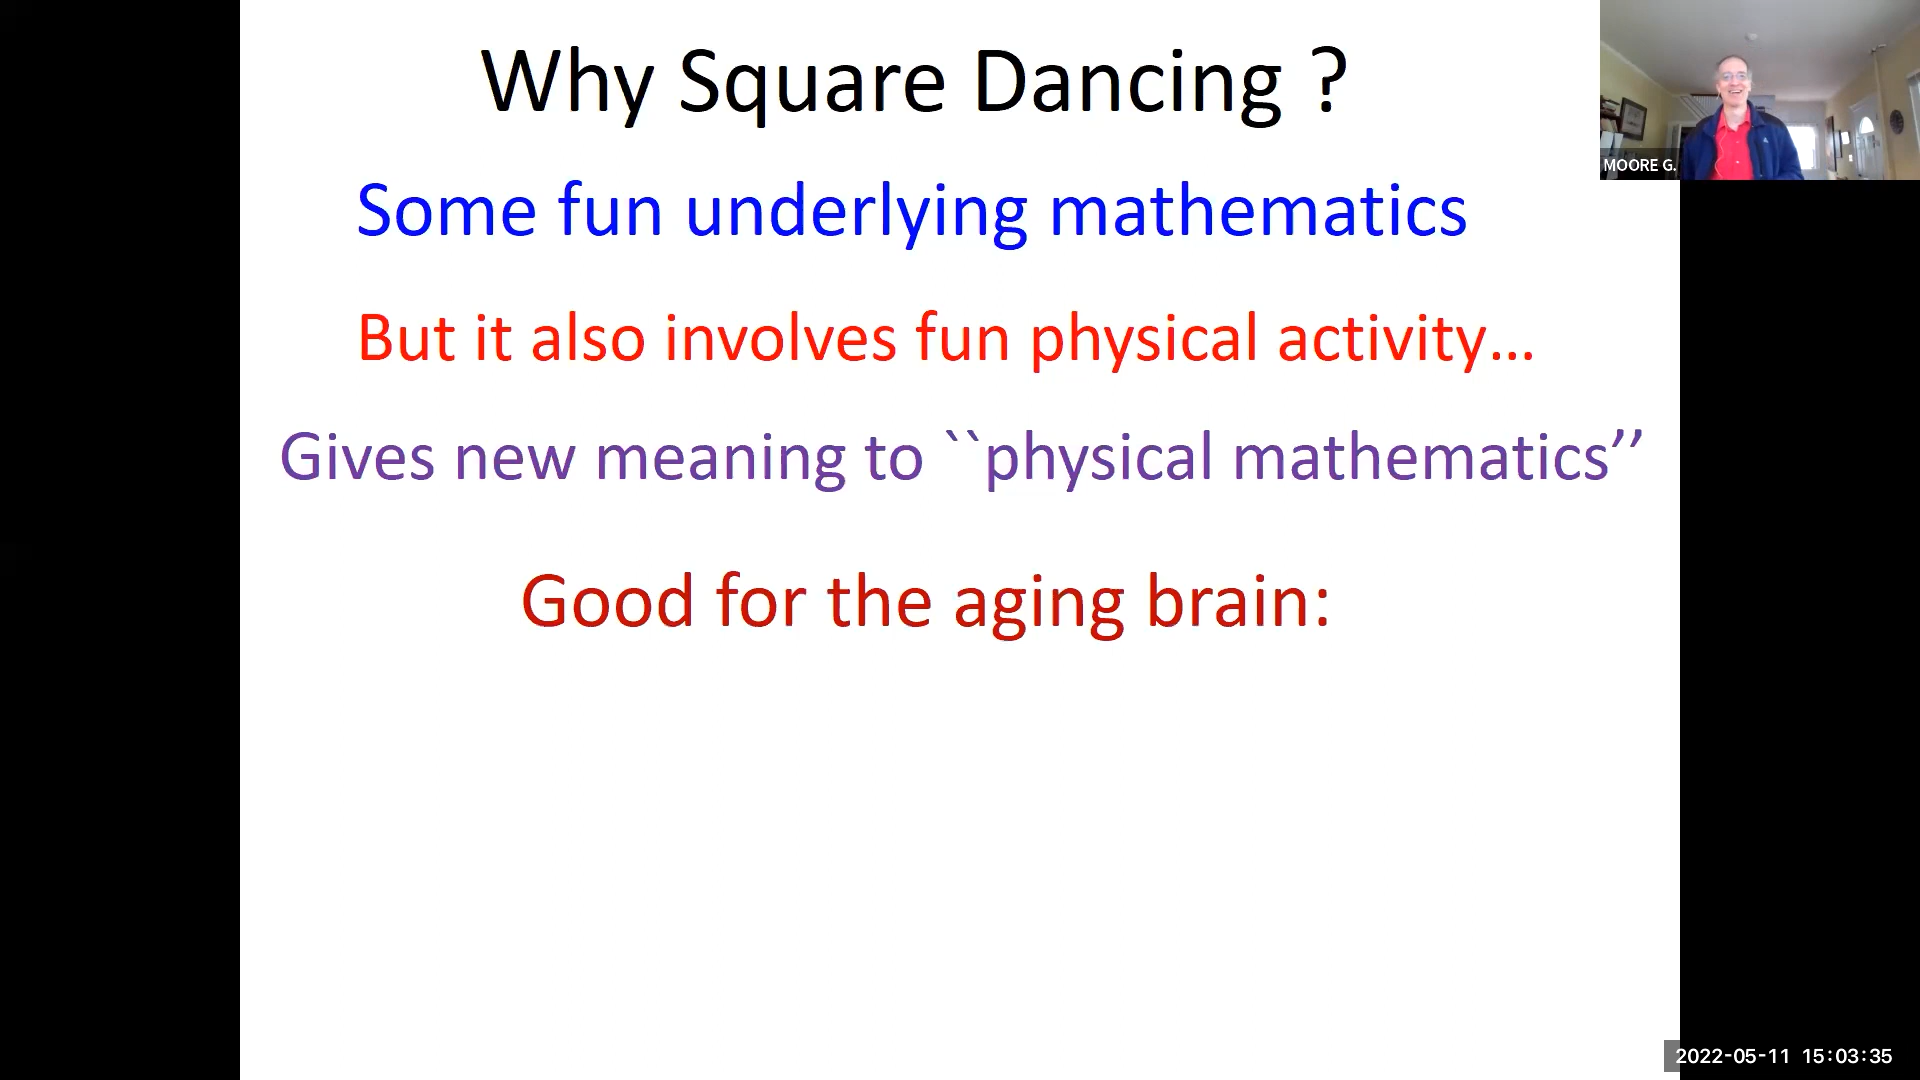 Why Square Dancing ?
Some fun underlying mathematics
But it also involves fun physical activity…
Gives new meaning to ``physical mathematics’’
Good for the aging brain:
MOORE G.
2022-05-11 15:03:35